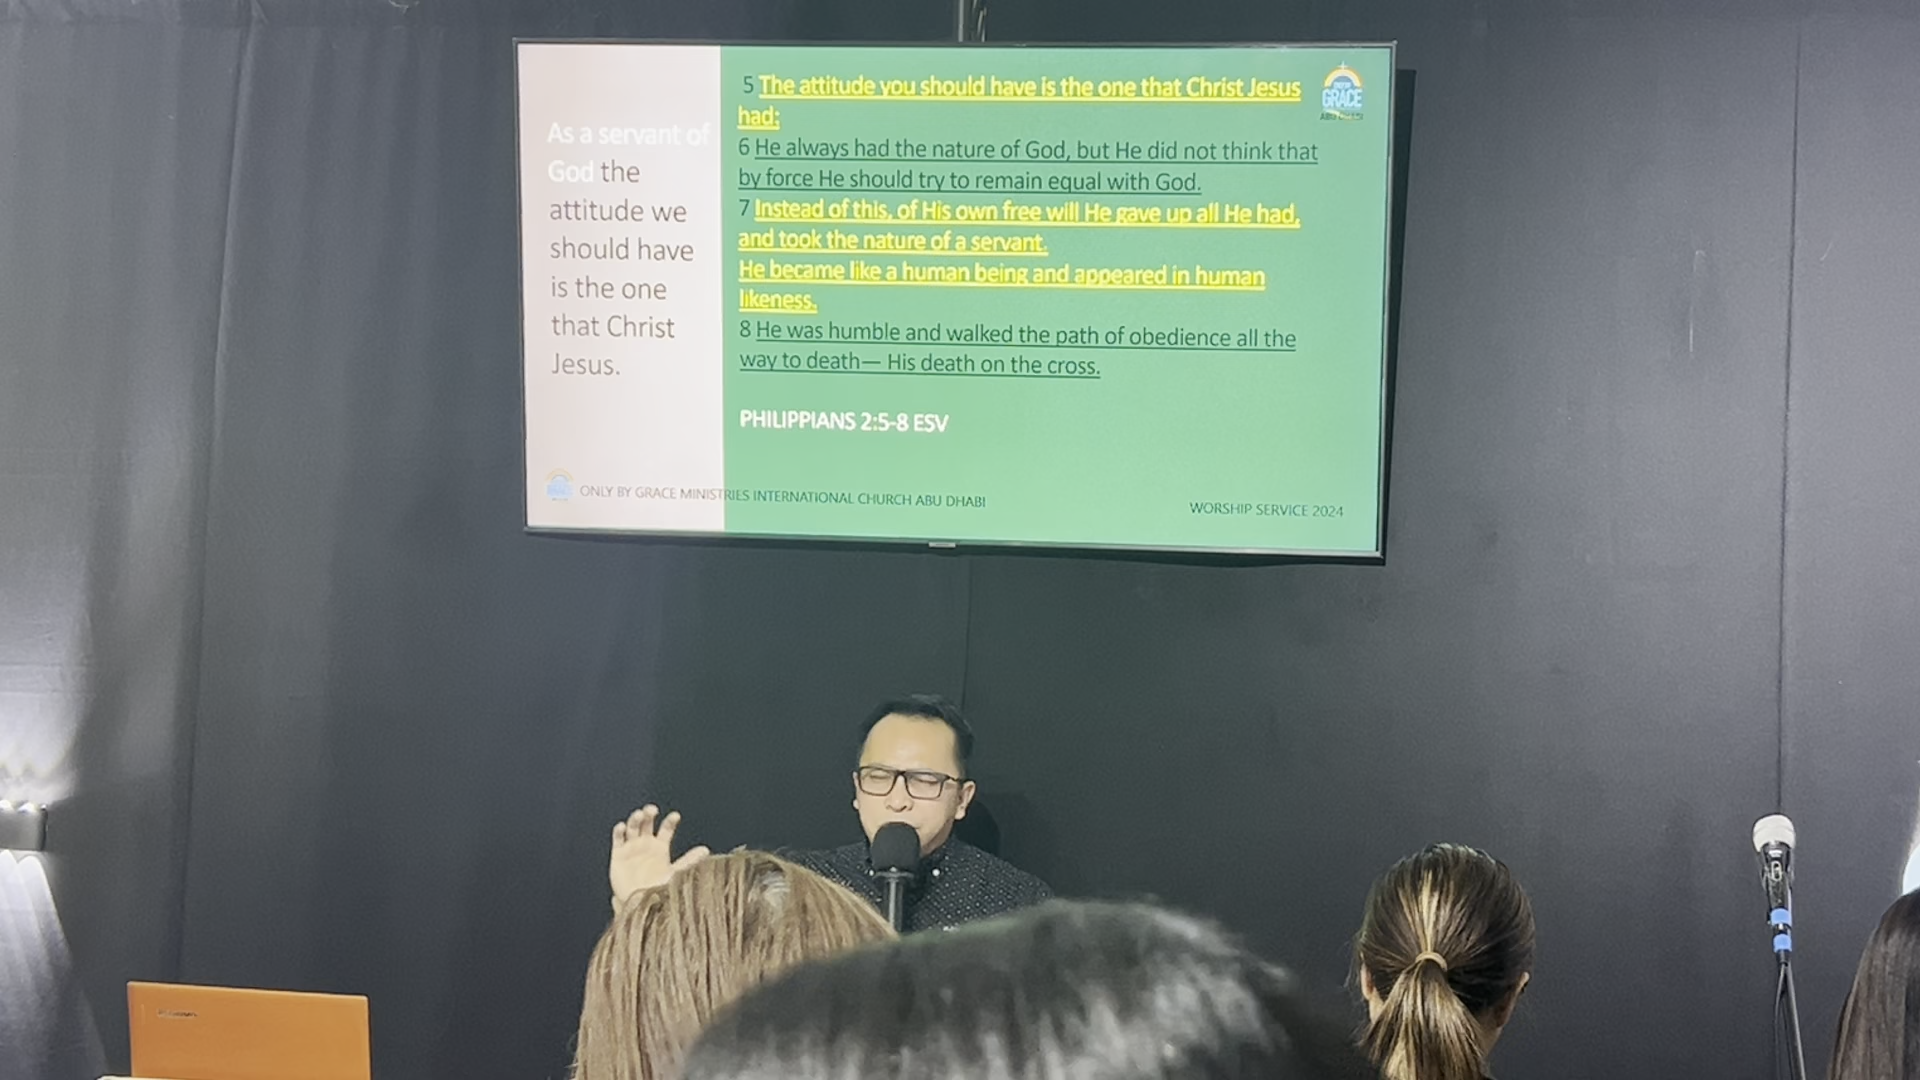 As a servant of
God the
attitude we
should have
is the one
that Christ
Jesus.
5 The attitude you should have is the one that Christ Jesus
had:
6 He always had the nature of God, but He did not think that
by force He should try to remain equal with God.
7 Instead of this, of His own free will He gave up all He had,
and took the nature of a servant.
He became like a human being and appeared in human
likeness.
8 He was humble and walked the path of obedience all the
way to death— His death on the cross.
PHILIPPIANS 2:5-8 ESV
GRACE
ONLY BY GRACE MINISTRIES INTERNATIONAL CHURCH ABU DHABI
WORSHIP SERVICE 2024